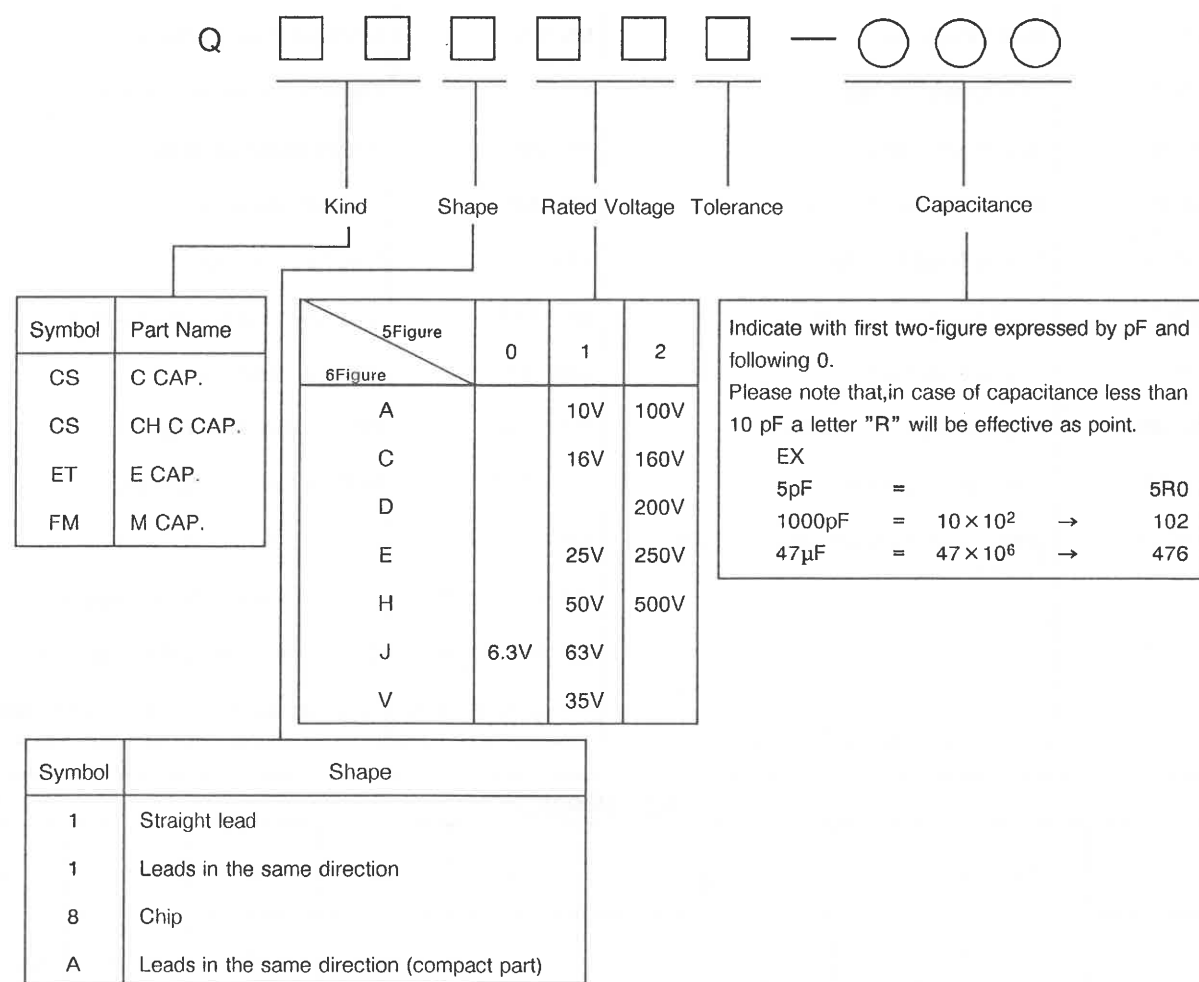 Q —
Kind Shape Rated Voltage Tolerance Capacitance
Symbol Part Name
CS C CAP.
CS CH C CAP.
ET E CAP.
FM M CAP.
5Figure
6Figure 0 1 2
A 10V 100V
C 16V 160V
D 200V
E 25V 250V
H 50V 500V
J 6.3V 63V
V 35V
Indicate with first two-figure expressed by pF and
following 0.
Please note that,in case of capacitance less than
10 pF a letter "R" will be effective as point.
EX
5pF = 5R0
1000pF = 10×10² → 102
47μF = 47×10⁶ → 476
Symbol Shape
1 Straight lead
1 Leads in the same direction
8 Chip
A Leads in the same direction (compact part)